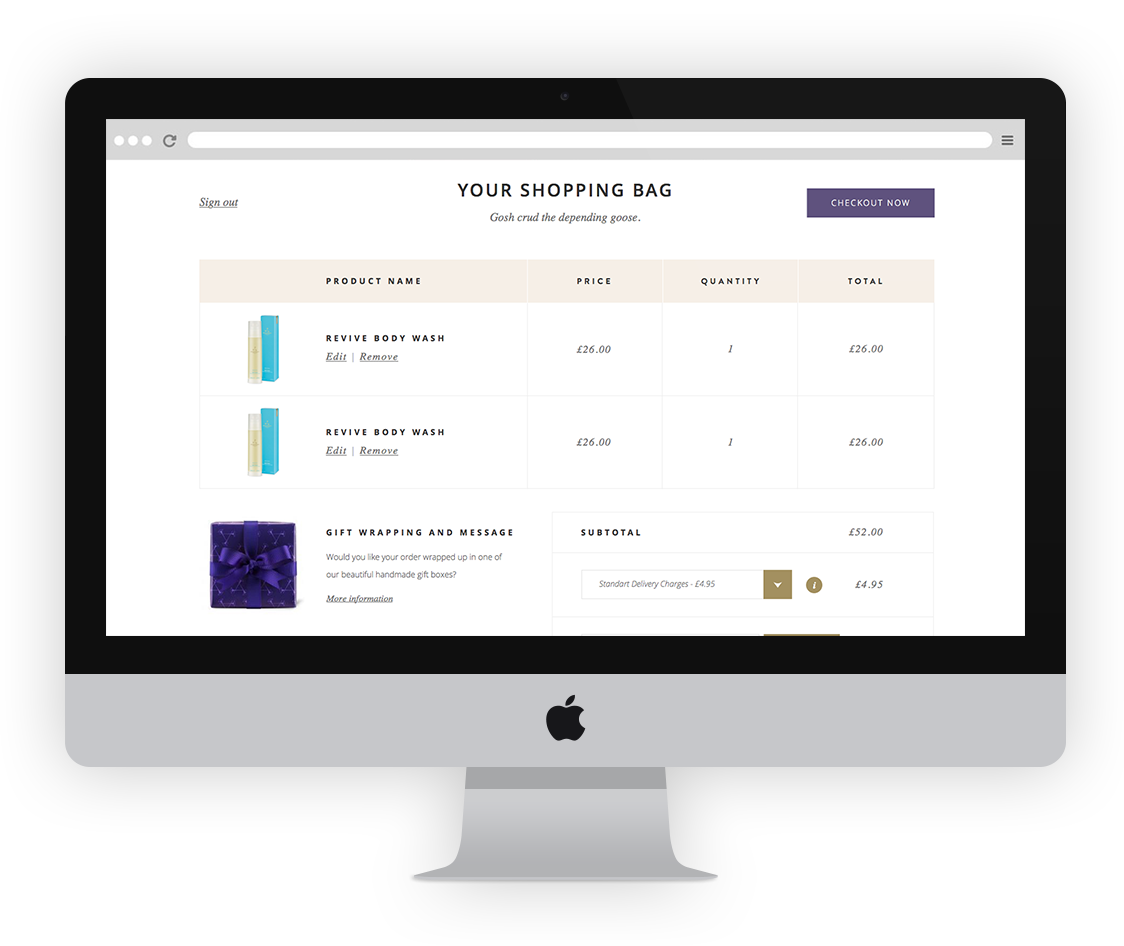 Sign out
YOUR SHOPPING BAG
Gosh crud the depending goose.
CHECKOUT NOW
PRODUCT NAME PRICE QUANTITY TOTAL
REVIVE BODY WASH
Edit | Remove
£26.00 1 £26.00
REVIVE BODY WASH
Edit | Remove
£26.00 1 £26.00
GIFT WRAPPING AND MESSAGE
Would you like your order wrapped up in one of
our beautiful handmade gift boxes?
More information
SUBTOTAL £52.00
Standart Delivery Charges - £4.95 i £4.95